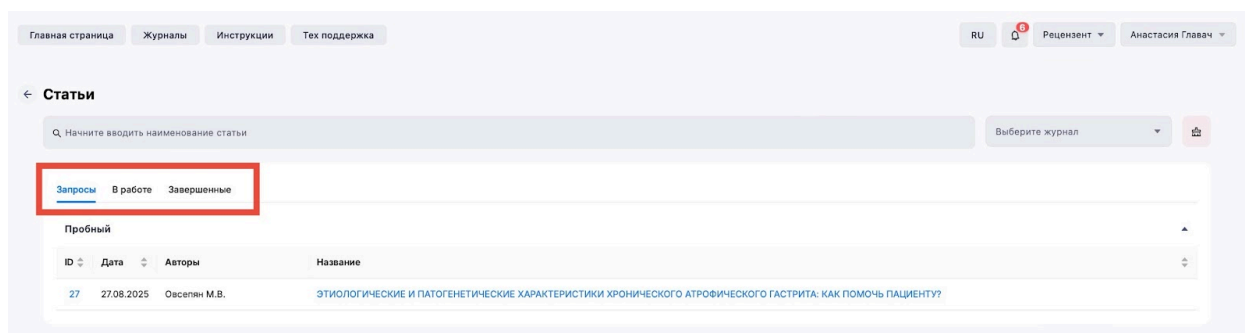 Главная страница Журналы Инструкции Тех поддержка RU 6 Рецензент Анастасия Главач
Статьи
Начните вводить наименование статьи Выберите журнал
Запросы В работе Завершенные
Пробный
ID Дата Авторы Название
27 27.08.2025 Овсепян М.В. ЭТИОЛОГИЧЕСКИЕ И ПАТОГЕНЕТИЧЕСКИЕ ХАРАКТЕРИСТИКИ ХРОНИЧЕСКОГО АТРОФИЧЕСКОГО ГАСТРИТА: КАК ПОМОЧЬ ПАЦИЕНТУ?